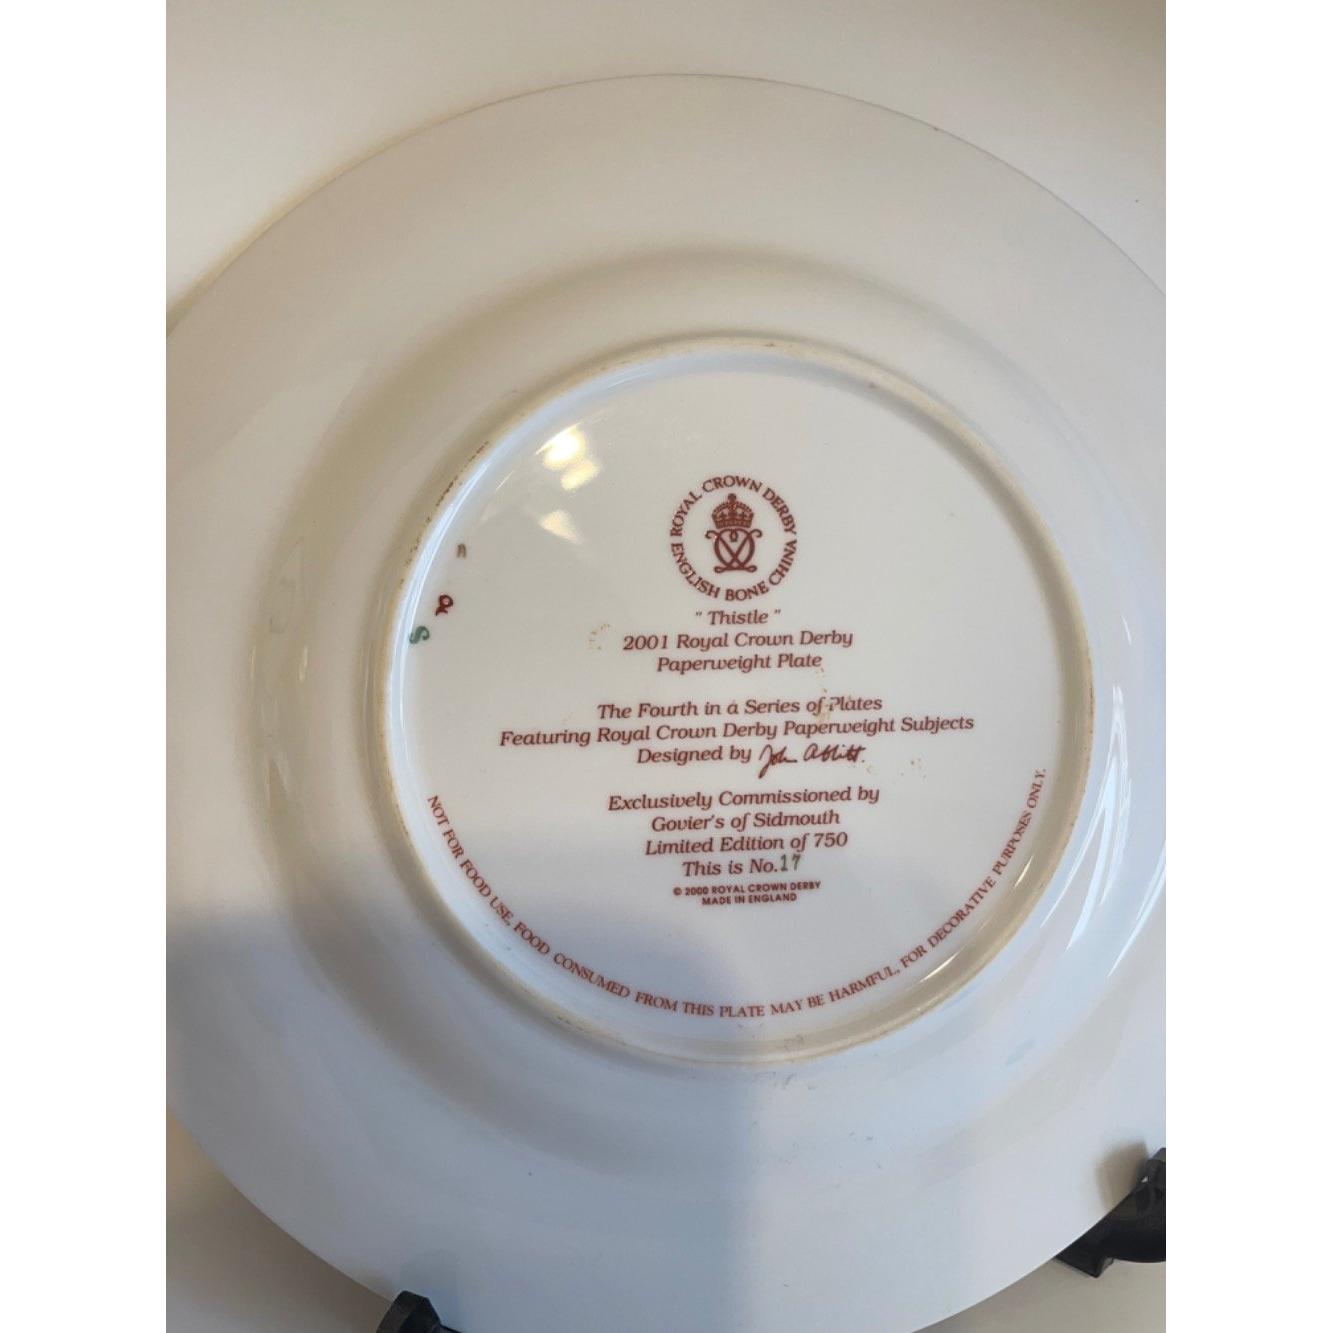 ROYAL CROWN DERBY
ENGLISH BONE CHINA
" Thistle "
2001 Royal Crown Derby
Paperweight Plate
The Fourth in a Series of Plates
Featuring Royal Crown Derby Paperweight Subjects
Designed by John Ablitt.
Exclusively Commissioned by
Govier's of Sidmouth
Limited Edition of 750
This is No.17
© 2000 ROYAL CROWN DERBY
MADE IN ENGLAND
NOT FOR FOOD USE, FOOD CONSUMED FROM THIS PLATE MAY BE HARMFUL, FOR DECORATIVE PURPOSES ONLY.